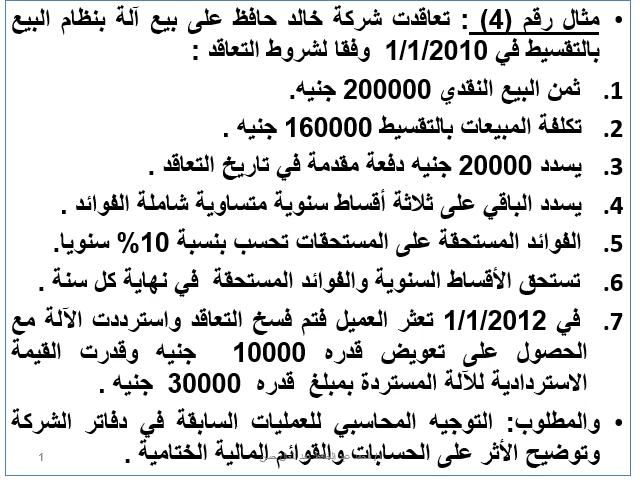 • مثال رقم (4) : تعاقدت شركة خالد حافظ على بيع آلة بنظام البيع
بالتقسيط في 1/1/2010 وفقا لشروط التعاقد :
1. ثمن البيع النقدي 200000 جنيه.
2. تكلفة المبيعات بالتقسيط 160000 جنيه .
3. يسدد 20000 جنيه دفعة مقدمة في تاريخ التعاقد .
4. يسدد الباقي على ثلاثة أقساط سنوية متساوية شاملة الفوائد .
5. الفوائد المستحقة على المستحقات تحسب بنسبة 10% سنويا.
6. تستحق الأقساط السنوية والفوائد المستحقة في نهاية كل سنة .
7. في 1/1/2012 تعثر العميل فتم فسخ التعاقد واسترددت الآلة مع
الحصول على تعويض قدره 10000 جنيه وقدرت القيمة
الاستردادية للآلة المستردة بمبلغ قدره 30000 جنيه .
• والمطلوب: التوجيه المحاسبي للعمليات السابقة في دفاتر الشركة
وتوضيح الأثر على الحسابات والقوائم المالية الختامية .
1